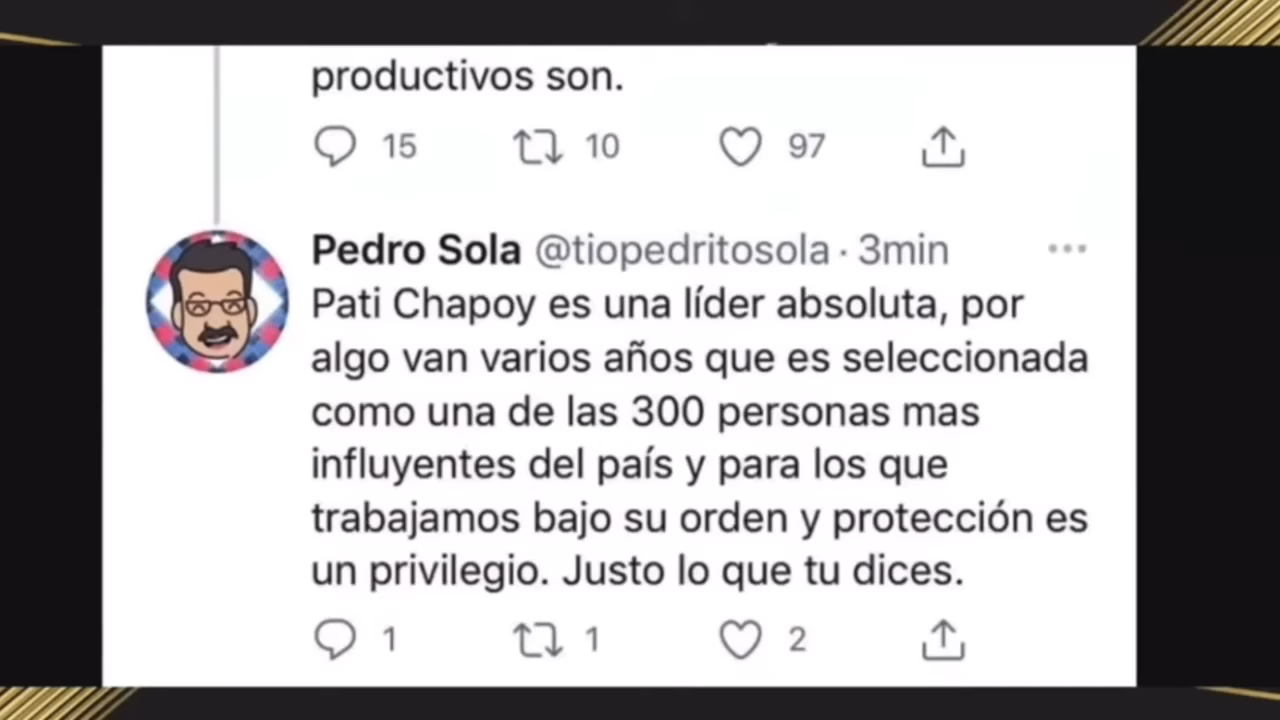 productivos son.
15 10 97
Pedro Sola @tiopedritosola · 3min
Pati Chapoy es una líder absoluta, por
algo van varios años que es seleccionada
como una de las 300 personas mas
influyentes del país y para los que
trabajamos bajo su orden y protección es
un privilegio. Justo lo que tu dices.
1 1 2